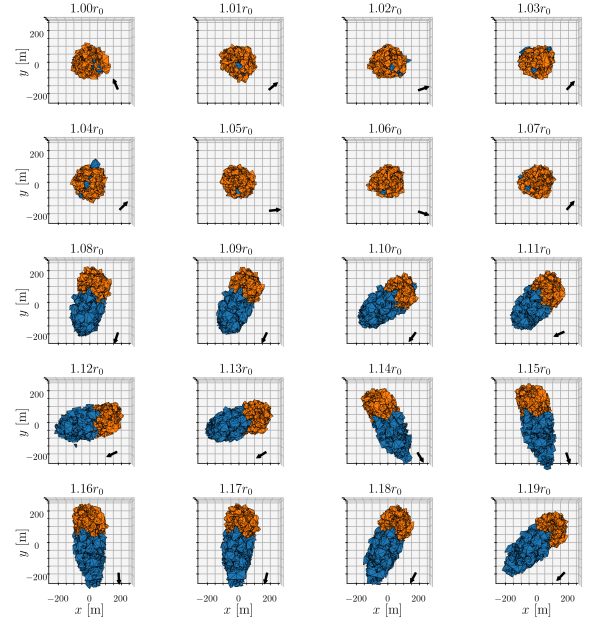 1.00r₀ 1.01r₀ 1.02r₀ 1.03r₀
200
0
−200
y [m]
1.04r₀ 1.05r₀ 1.06r₀ 1.07r₀
200
0
−200
y [m]
1.08r₀ 1.09r₀ 1.10r₀ 1.11r₀
200
0
−200
y [m]
1.12r₀ 1.13r₀ 1.14r₀ 1.15r₀
200
0
−200
y [m]
1.16r₀ 1.17r₀ 1.18r₀ 1.19r₀
200
0
−200
y [m]
−200 0 200 −200 0 200 −200 0 200 −200 0 200
x [m] x [m] x [m] x [m]